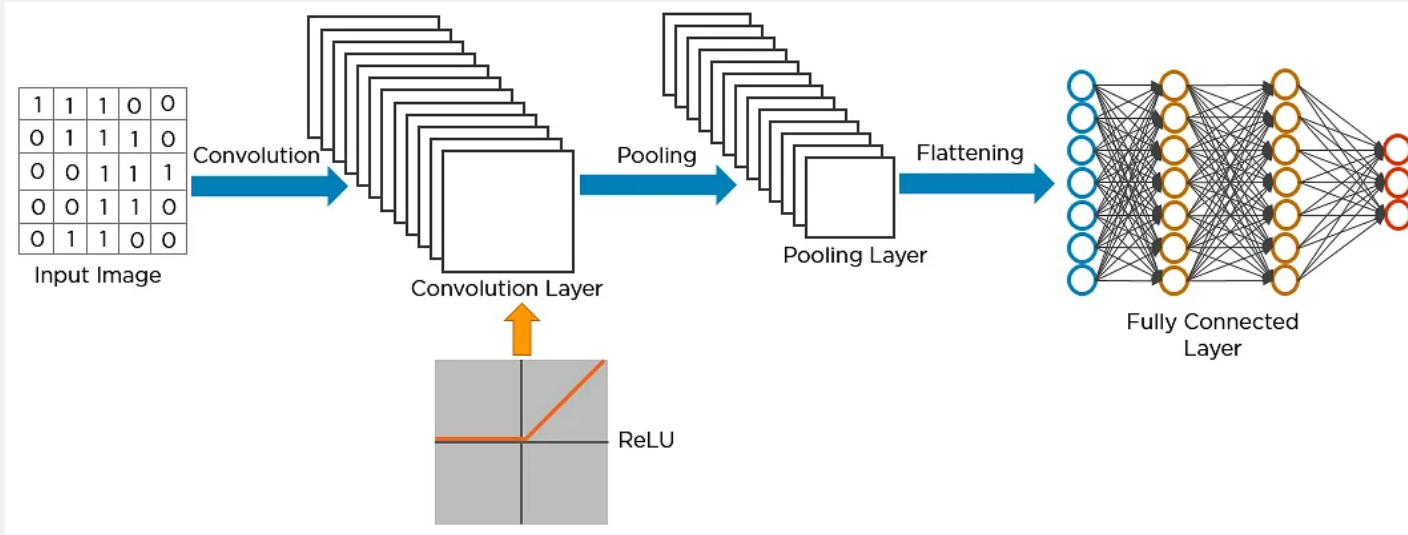 1 1 1 0 0
0 1 1 1 0
0 0 1 1 1
0 0 1 1 0
0 1 1 0 0
Input Image
Convolution
Convolution Layer
ReLU
Pooling
Pooling Layer
Flattening
Fully Connected
Layer